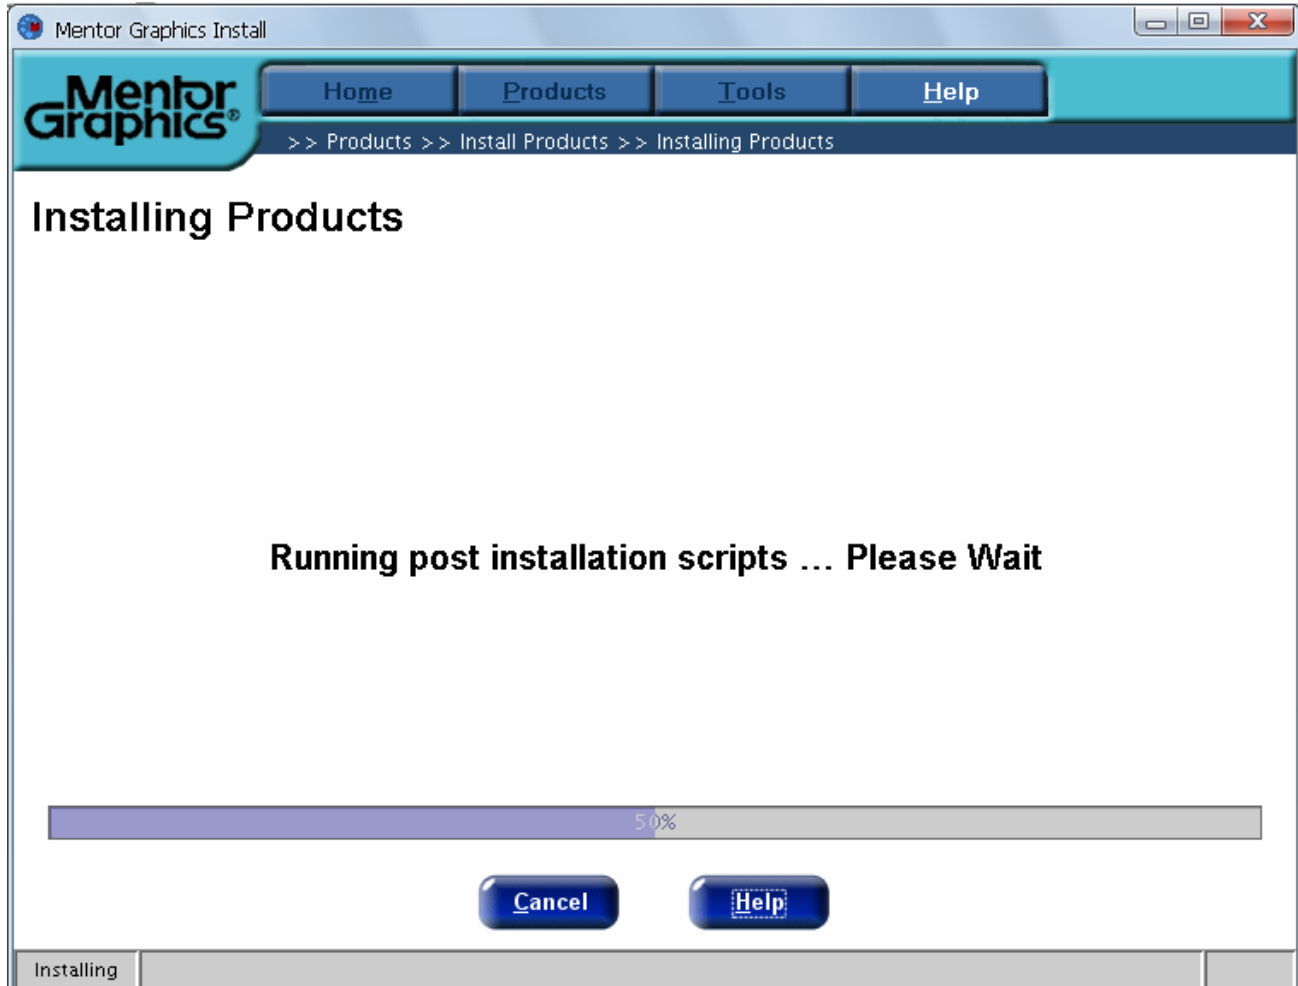 Mentor Graphics Install
Mentor
Graphics®
Home
Products
Tools
Help
>> Products >> Install Products >> Installing Products
Installing Products
Running post installation scripts ... Please Wait
50%
Cancel
Help
Installing